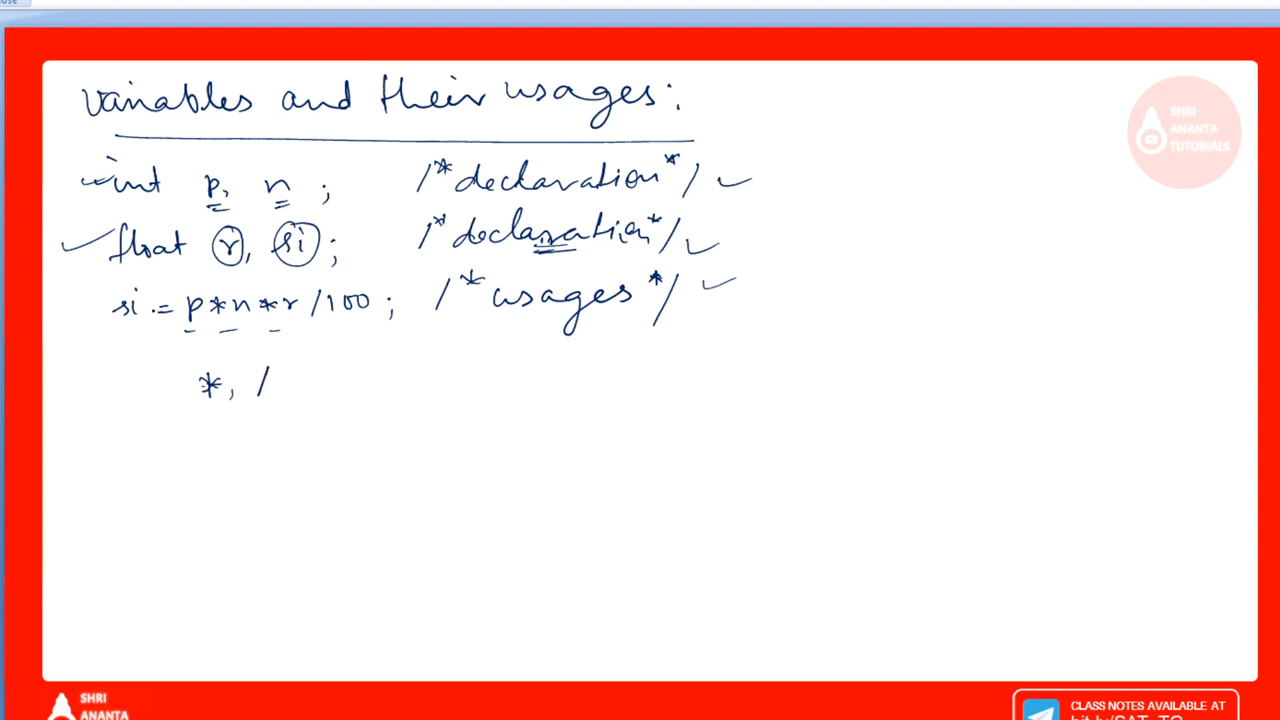 variables and their usages:
int p, n ; /*declaration*/
float r, si ; /*declaration*/
si = p*n*r/100 ; /*usages*/
*, /
SHRI
ANANTA
TUTORIALS
SHRI
ANANTA
CLASS NOTES AVAILABLE AT